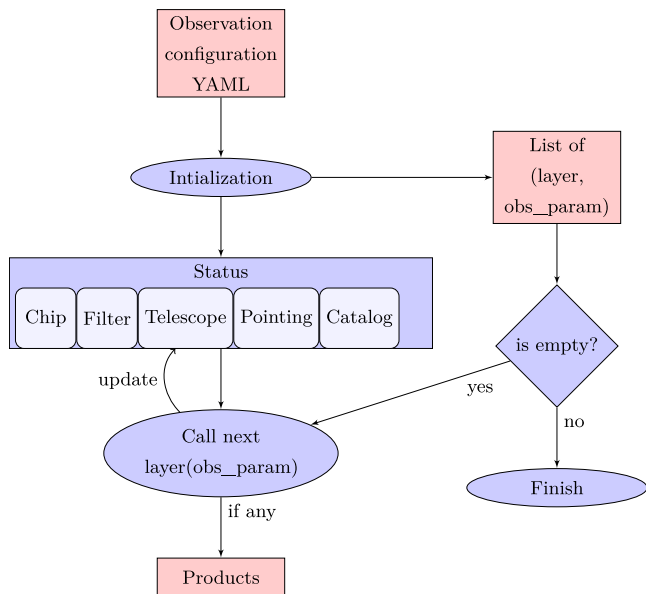 Observation
configuration
YAML
Intialization
List of
(layer,
obs_param)
Status
Chip
Filter
Telescope
Pointing
Catalog
is empty?
update
yes
no
Call next
layer(obs_param)
Finish
if any
Products